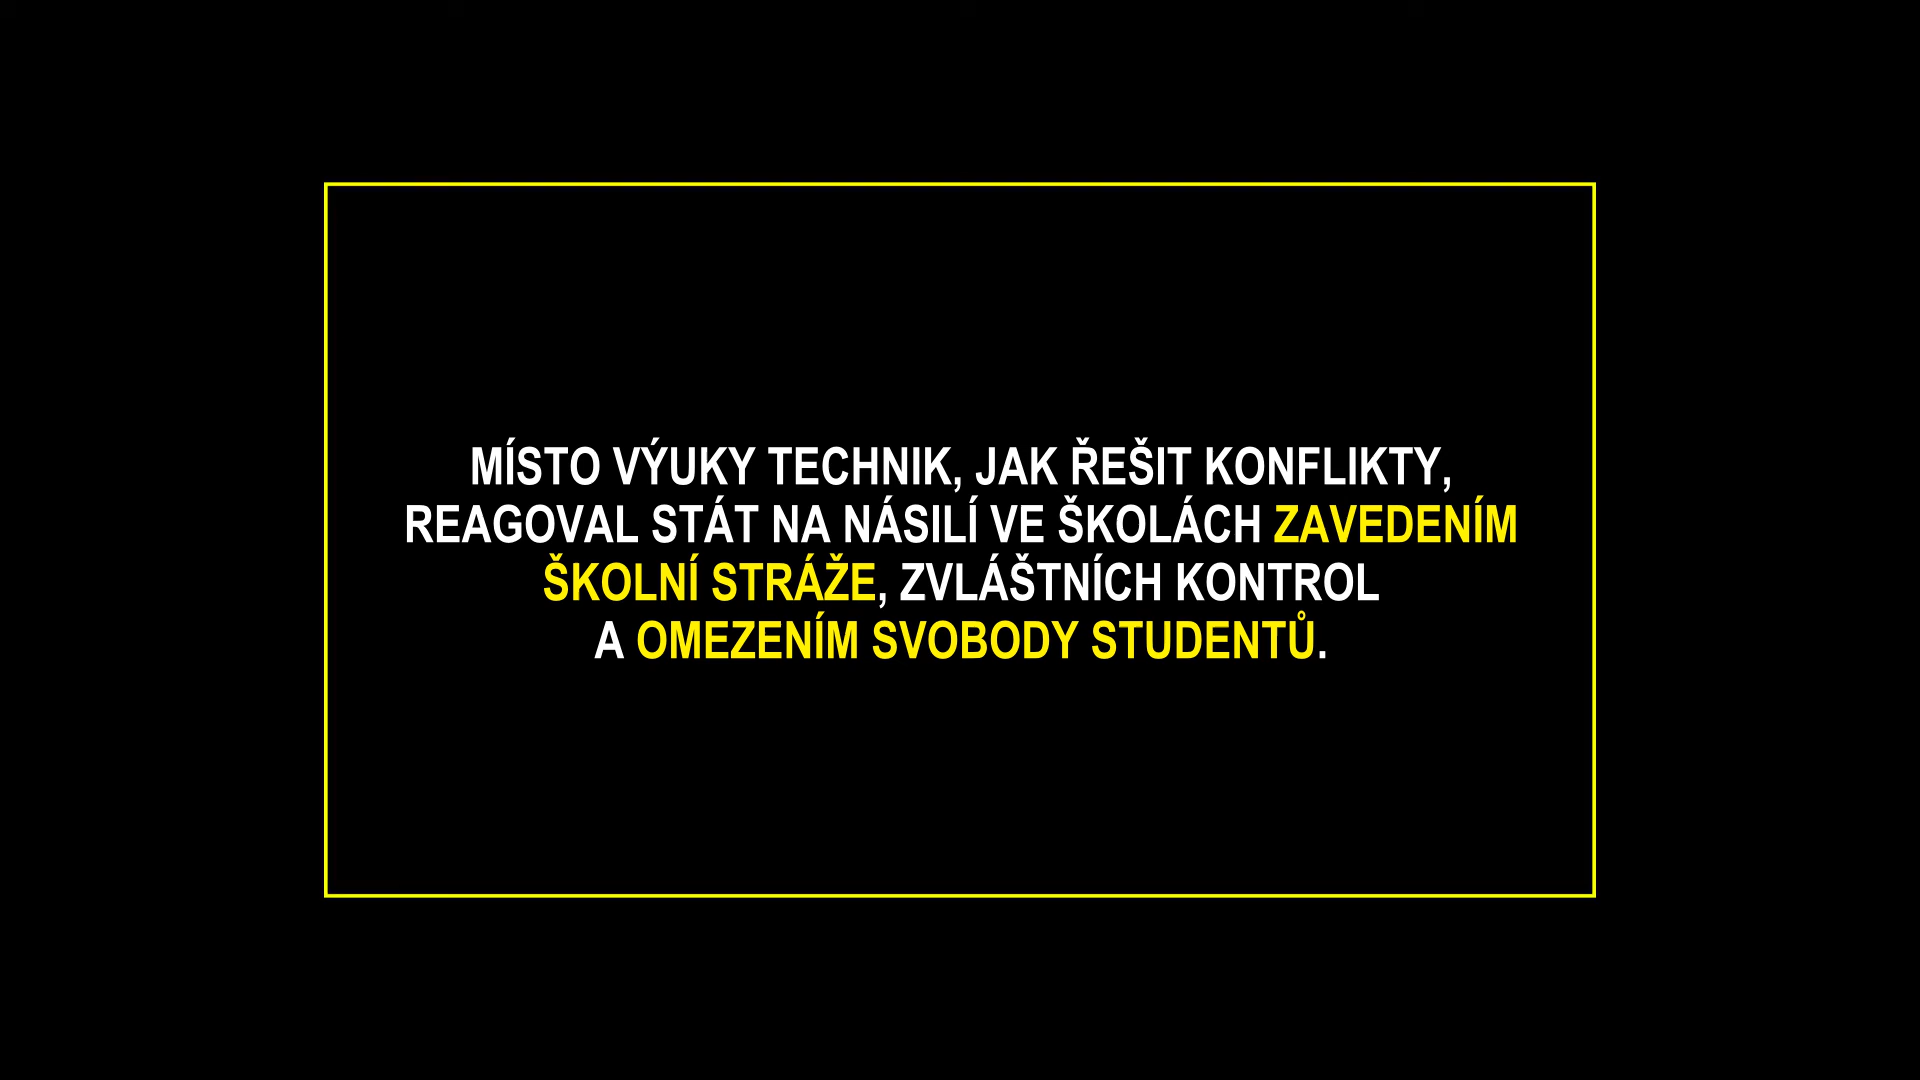 MÍSTO VÝUKY TECHNIK, JAK ŘEŠIT KONFLIKTY,
REAGOVAL STÁT NA NÁSILÍ VE ŠKOLÁCH ZAVEDENÍM
ŠKOLNÍ STRÁŽE, ZVLÁŠTNÍCH KONTROL
A OMEZENÍM SVOBODY STUDENTŮ.